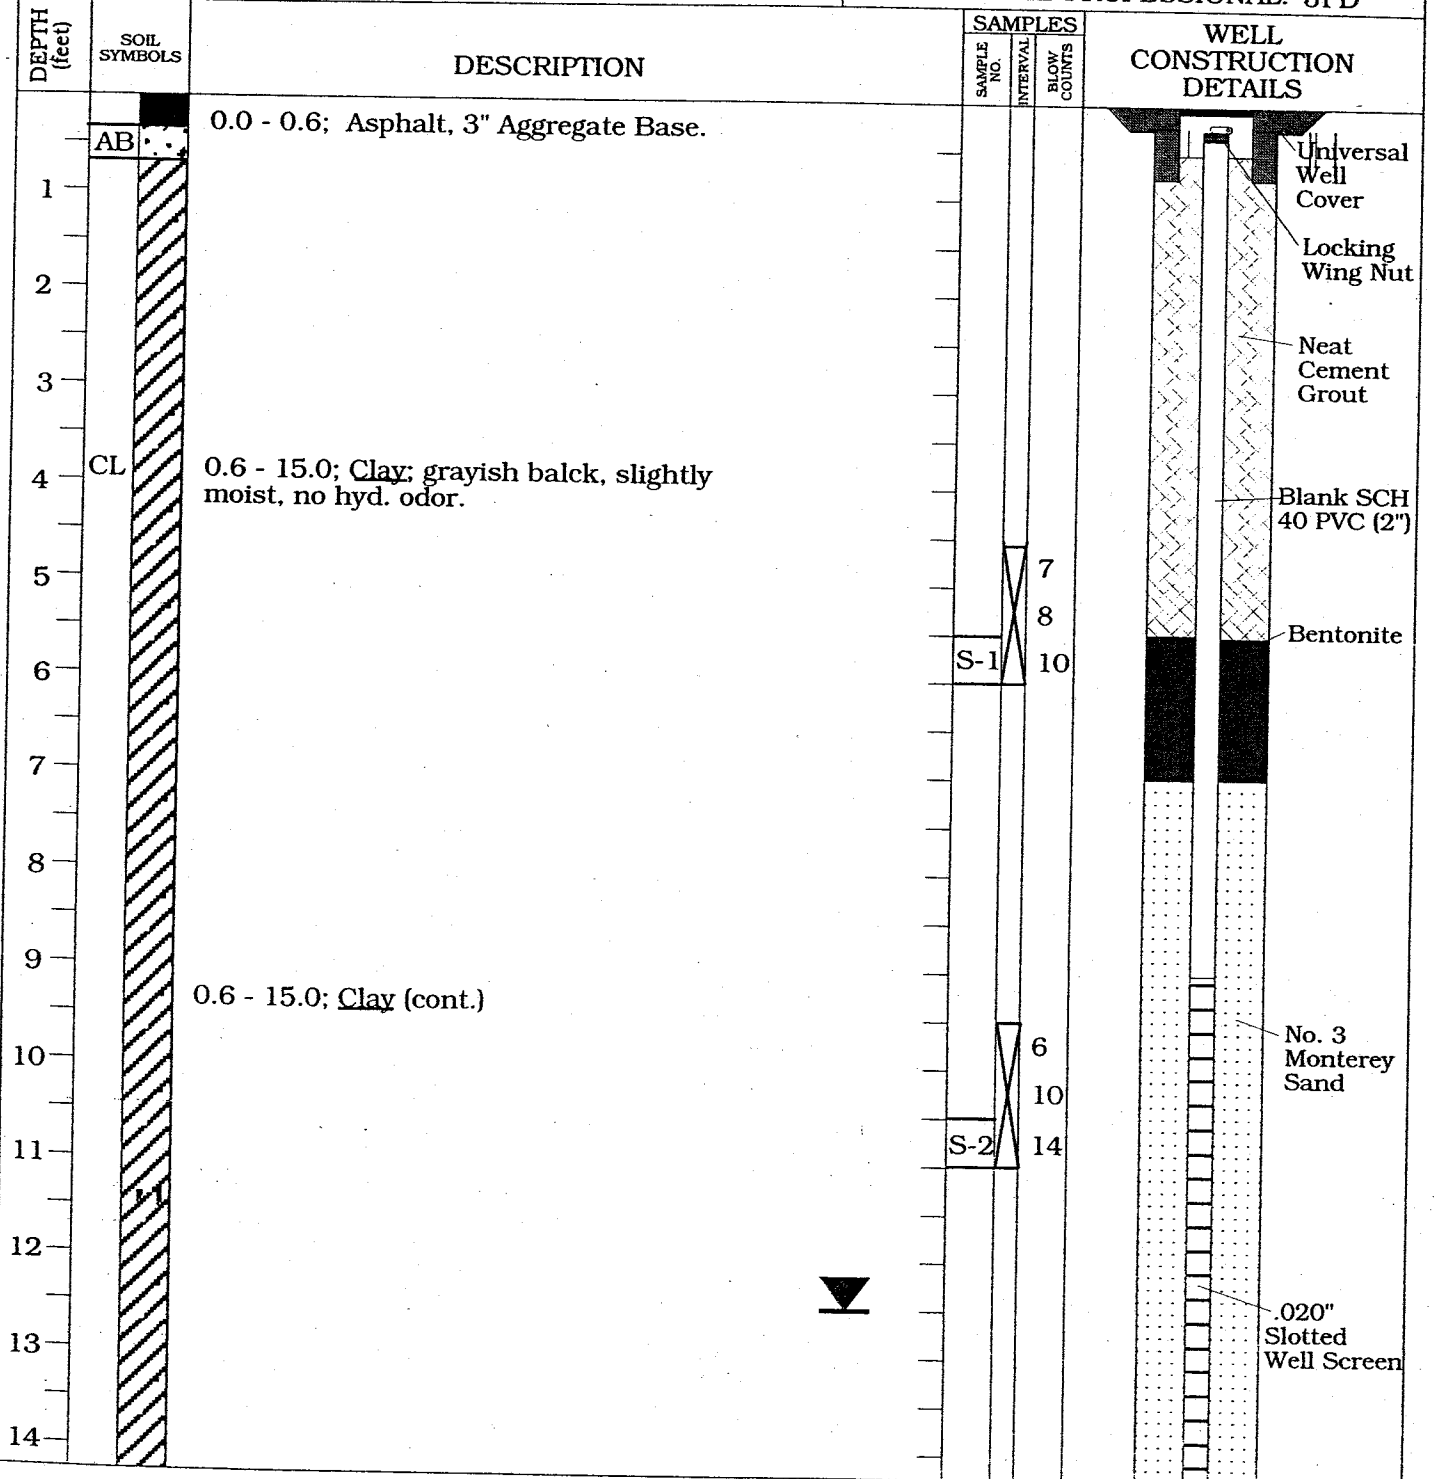 PROFESSIONAL:
DEPTH
(feet)
SOIL
SYMBOLS
DESCRIPTION
SAMPLES
SAMPLE
NO.
INTERVAL
BLOW
COUNTS
WELL
CONSTRUCTION
DETAILS
AB
0.0 - 0.6; Asphalt, 3" Aggregate Base.
Universal
Well
Cover
1
Locking
Wing Nut
2
Neat
Cement
Grout
3
CL
4
0.6 - 15.0; Clay; grayish balck, slightly
moist, no hyd. odor.
Blank SCH
40 PVC (2")
5
7
8
Bentonite
6
S-1
10
7
8
9
0.6 - 15.0; Clay (cont.)
10
6
10
No. 3
Monterey
Sand
11
S-2
14
12
.020"
Slotted
Well Screen
13
14